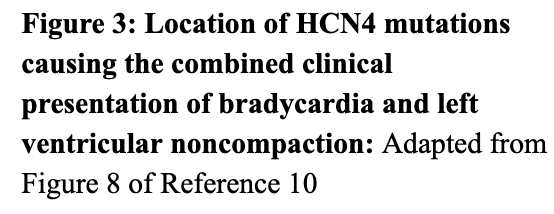 Figure 3: Location of HCN4 mutations
causing the combined clinical
presentation of bradycardia and left
ventricular noncompaction: Adapted from
Figure 8 of Reference 10